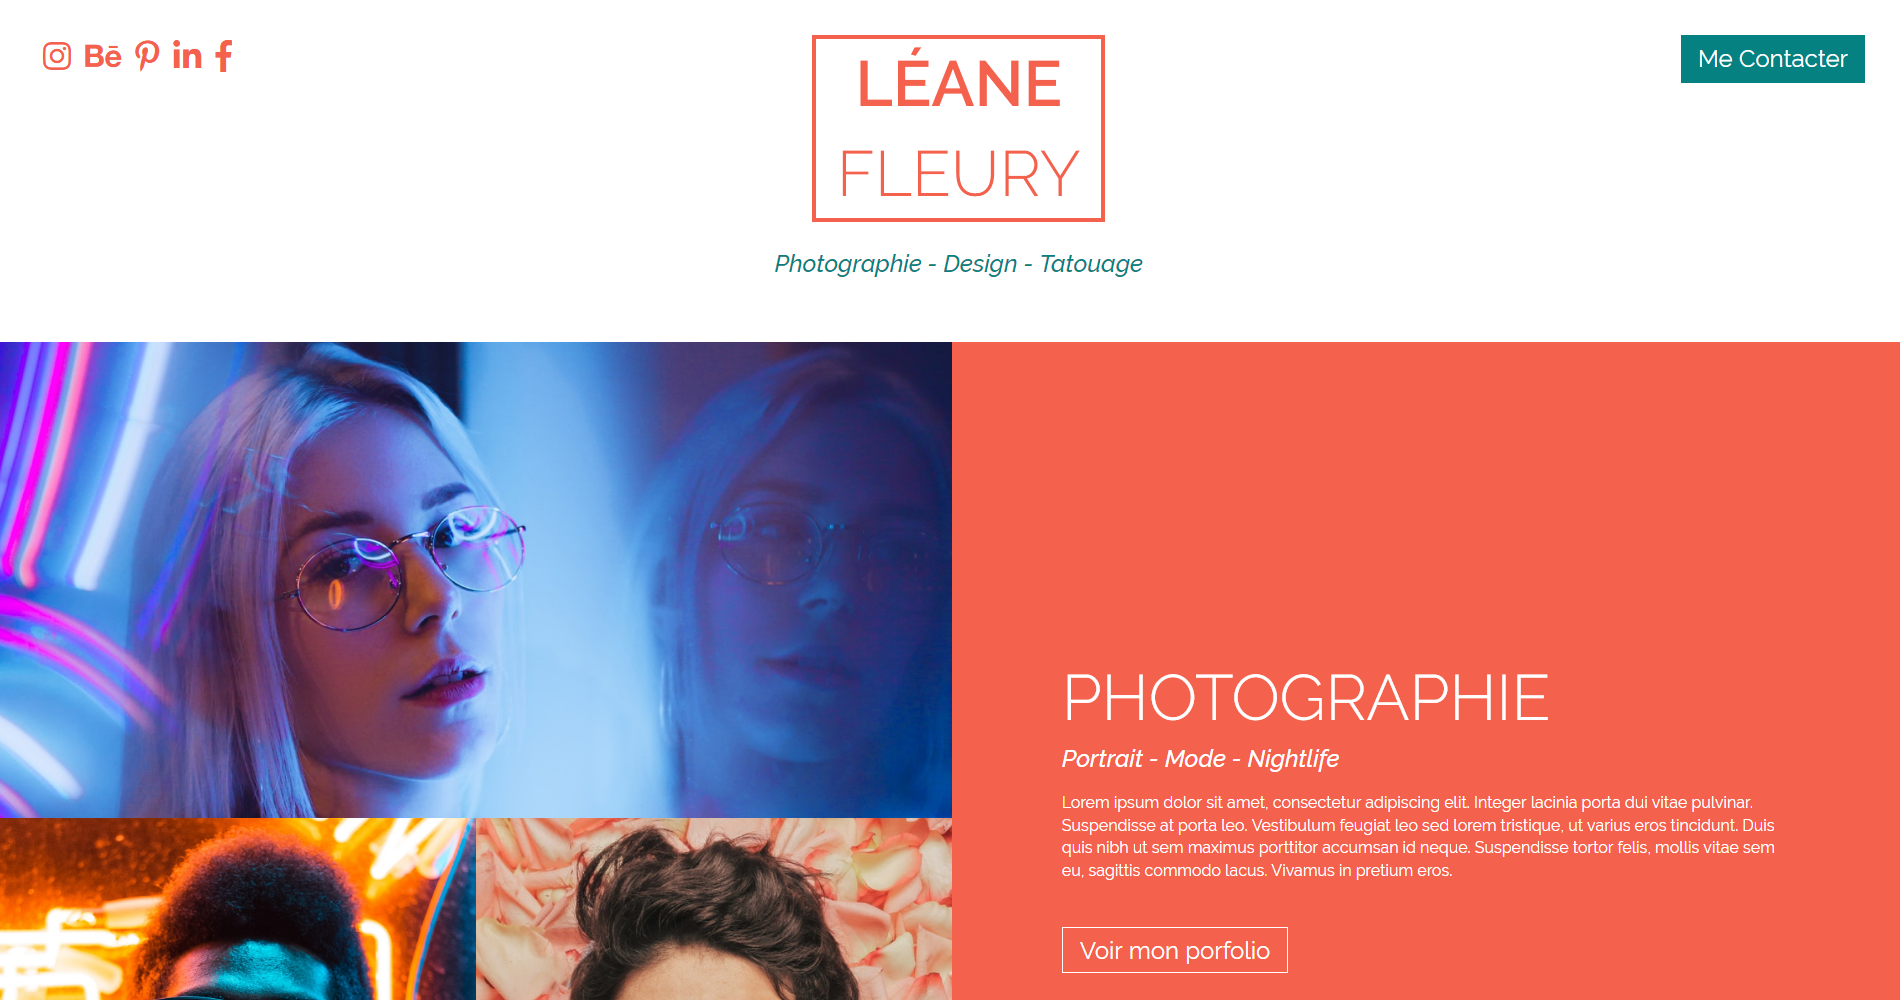 LÉANE
FLEURY
Me Contacter
Photographie - Design - Tatouage
PHOTOGRAPHIE
Portrait - Mode - Nightlife
Lorem ipsum dolor sit amet, consectetur adipiscing elit. Integer lacinia porta dui vitae pulvinar.
Suspendisse at porta leo. Vestibulum feugiat leo sed lorem tristique, ut varius eros tincidunt. Duis
quis nibh ut sem maximus porttitor accumsan id neque. Suspendisse tortor felis, mollis vitae sem
eu, sagittis commodo lacus. Vivamus in pretium eros.
Voir mon porfolio